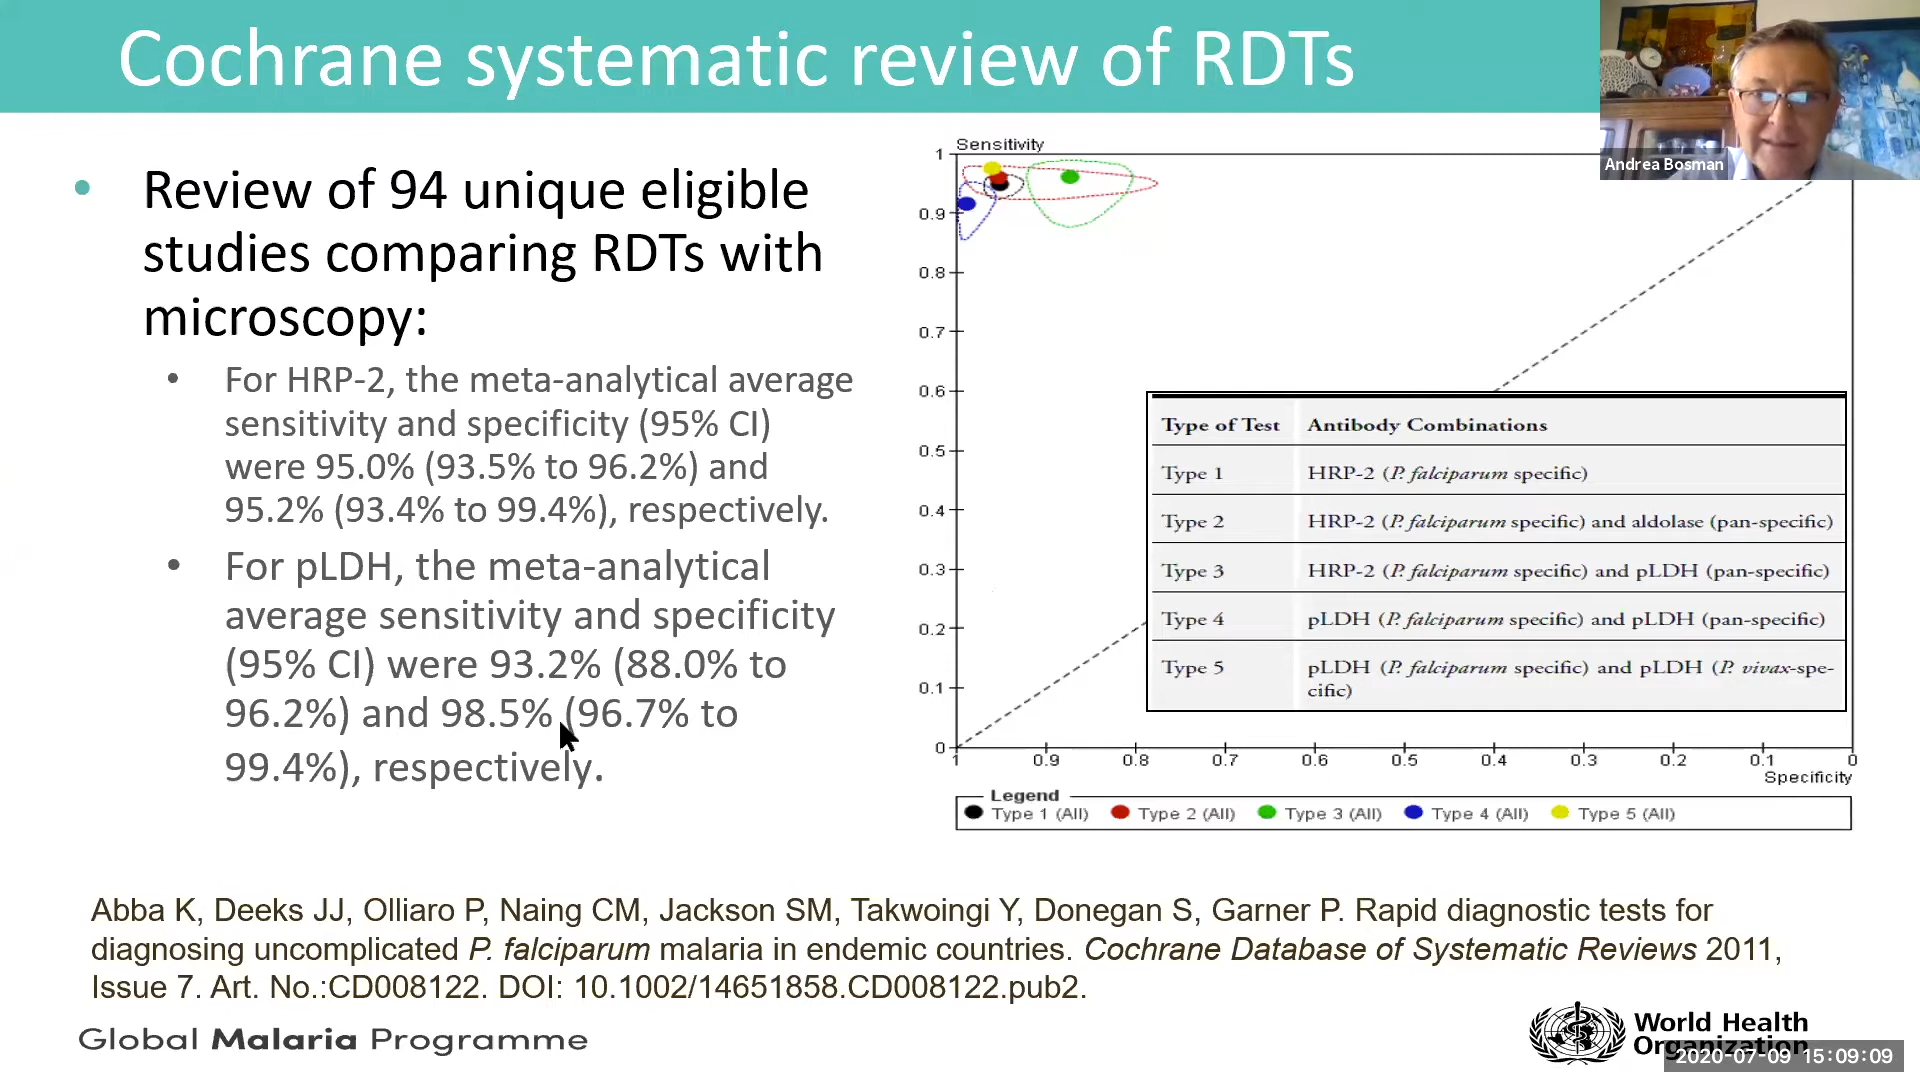 Cochrane systematic review of RDTs
Andrea Bosman
• Review of 94 unique eligible
studies comparing RDTs with
microscopy:
• For HRP-2, the meta-analytical average
sensitivity and specificity (95% CI)
were 95.0% (93.5% to 96.2%) and
95.2% (93.4% to 99.4%), respectively.
• For pLDH, the meta-analytical
average sensitivity and specificity
(95% CI) were 93.2% (88.0% to
96.2%) and 98.5% (96.7% to
99.4%), respectively.
Sensitivity
1
0.9
0.8
0.7
0.6
0.5
0.4
0.3
0.2
0.1
0
1 0.9 0.8 0.7 0.6 0.5 0.4 0.3 0.2 0.1 0
Specificity
Type of Test Antibody Combinations
Type 1 HRP-2 (P. falciparum specific)
Type 2 HRP-2 (P. falciparum specific) and aldolase (pan-specific)
Type 3 HRP-2 (P. falciparum specific) and pLDH (pan-specific)
Type 4 pLDH (P. falciparum specific) and pLDH (pan-specific)
Type 5 pLDH (P. falciparum specific) and pLDH (P. vivax-spe-
cific)
Legend
Type 1 (All) Type 2 (All) Type 3 (All) Type 4 (All) Type 5 (All)
Abba K, Deeks JJ, Olliaro P, Naing CM, Jackson SM, Takwoingi Y, Donegan S, Garner P. Rapid diagnostic tests for
diagnosing uncomplicated P. falciparum malaria in endemic countries. Cochrane Database of Systematic Reviews 2011,
Issue 7. Art. No.:CD008122. DOI: 10.1002/14651858.CD008122.pub2.
Global Malaria Programme
World Health
Organization
2020-07-09 15:09:09